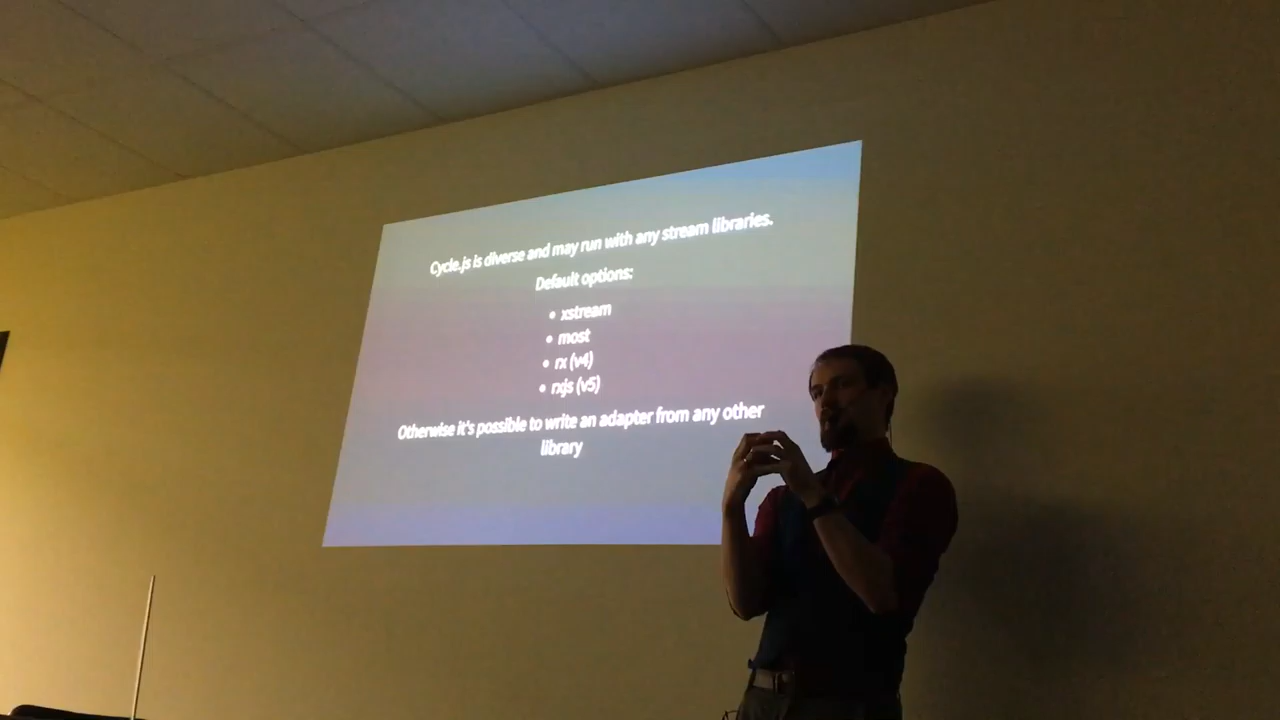 Cycle.js is diverse and may run with any stream libraries.
Default options:
• xstream
• most
• rx (v4)
• rxjs (v5)
Otherwise it's possible to write an adapter from any other
library